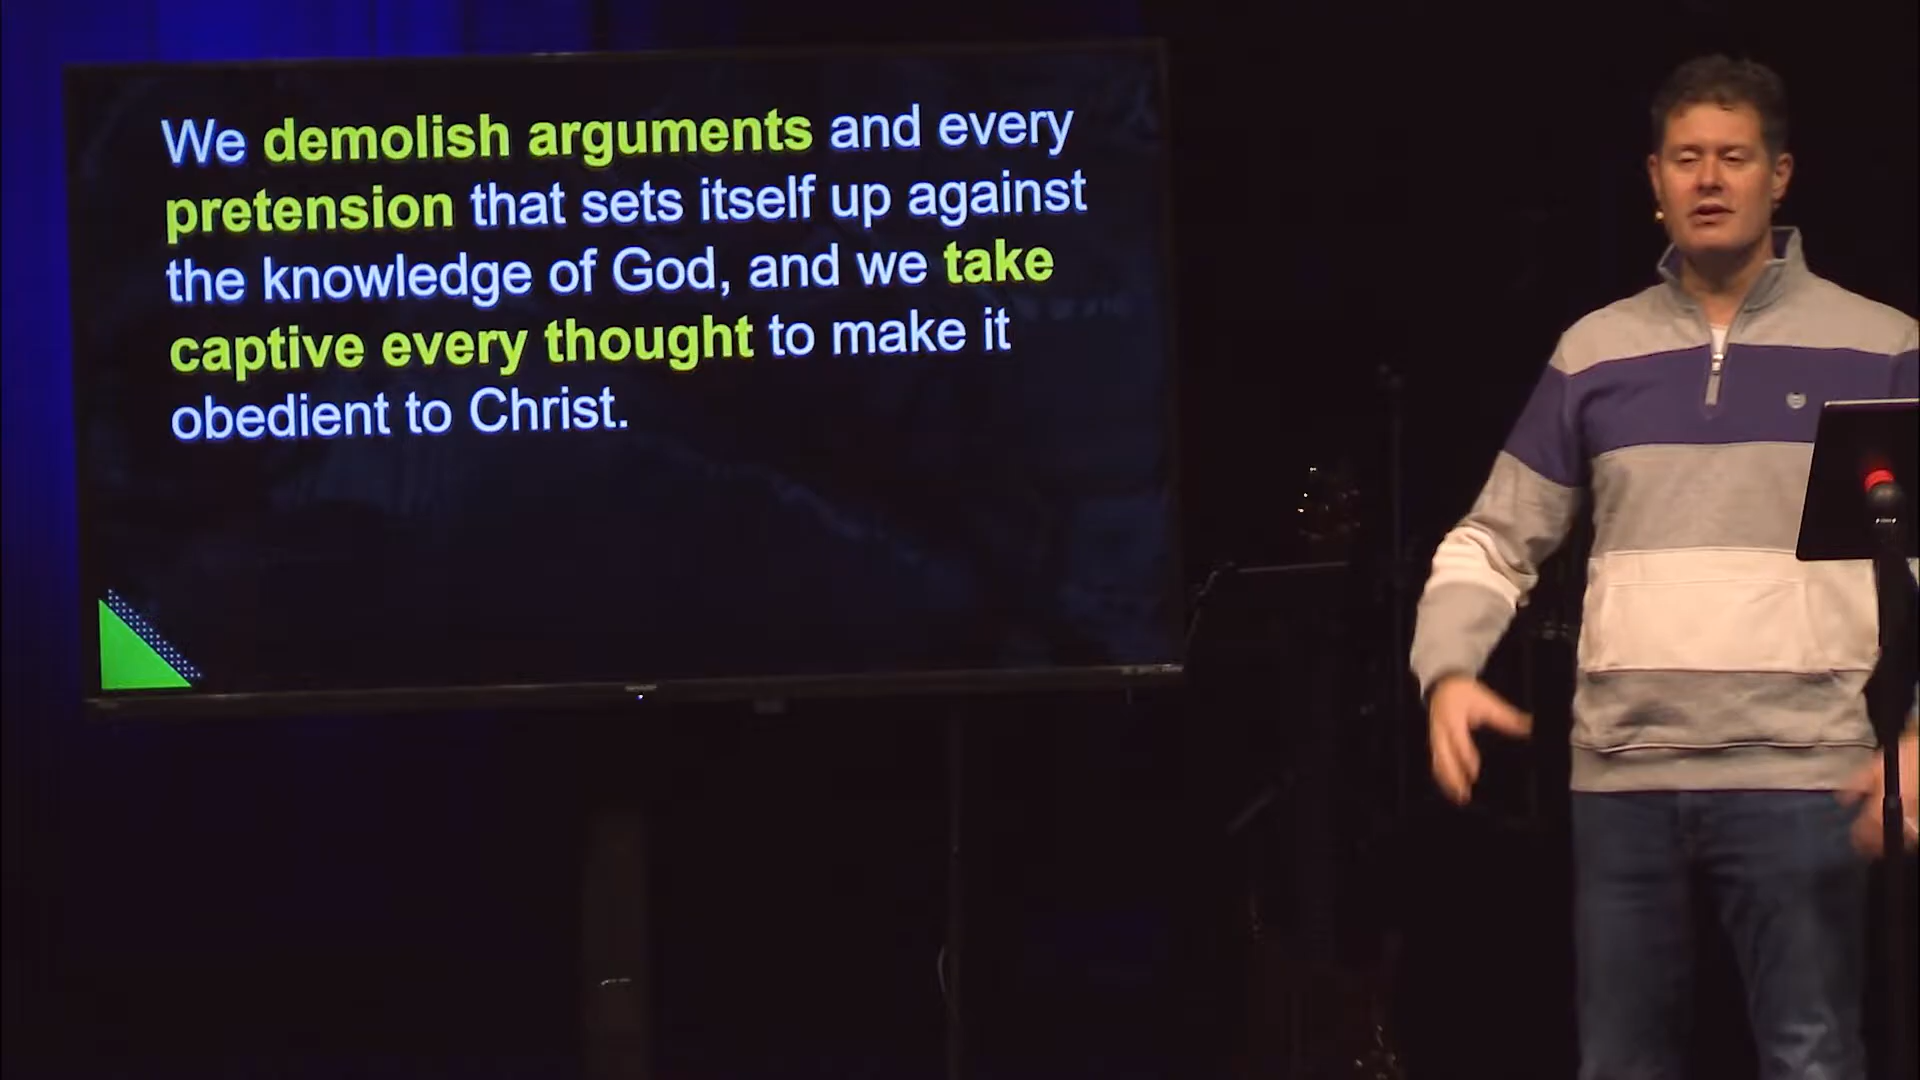 We demolish arguments and every
pretension that sets itself up against
the knowledge of God, and we take
captive every thought to make it
obedient to Christ.